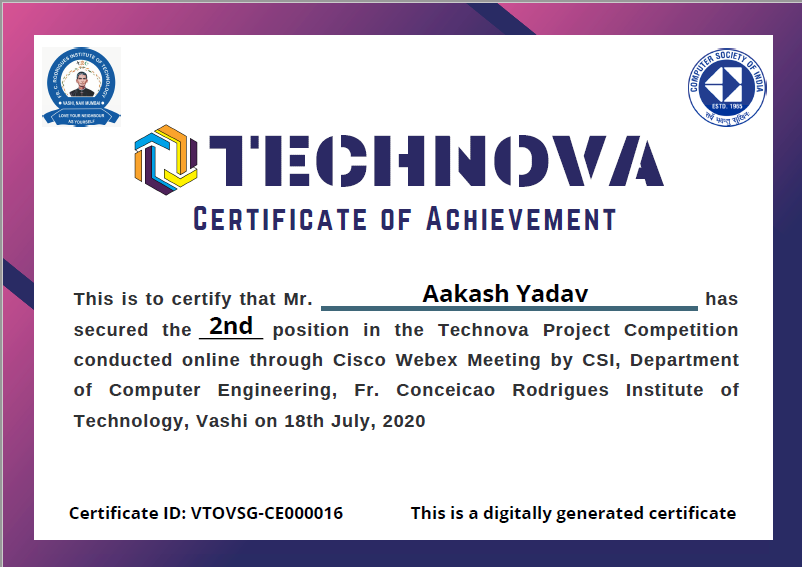 FR. C. RODRIGUES INSTITUTE OF TECHNOLOGY
VASHI, NAVI MUMBAI
LOVE YOUR NEIGHBOUR
AS YOURSELF
COMPUTER SOCIETY OF INDIA
ESTD. 1965
TECHNOVA
CERTIFICATE OF ACHIEVEMENT
This is to certify that Mr. Aakash Yadav has
secured the 2nd position in the Technova Project Competition
conducted online through Cisco Webex Meeting by CSI, Department
of Computer Engineering, Fr. Conceicao Rodrigues Institute of
Technology, Vashi on 18th July, 2020
Certificate ID: VTOVSG-CE000016
This is a digitally generated certificate